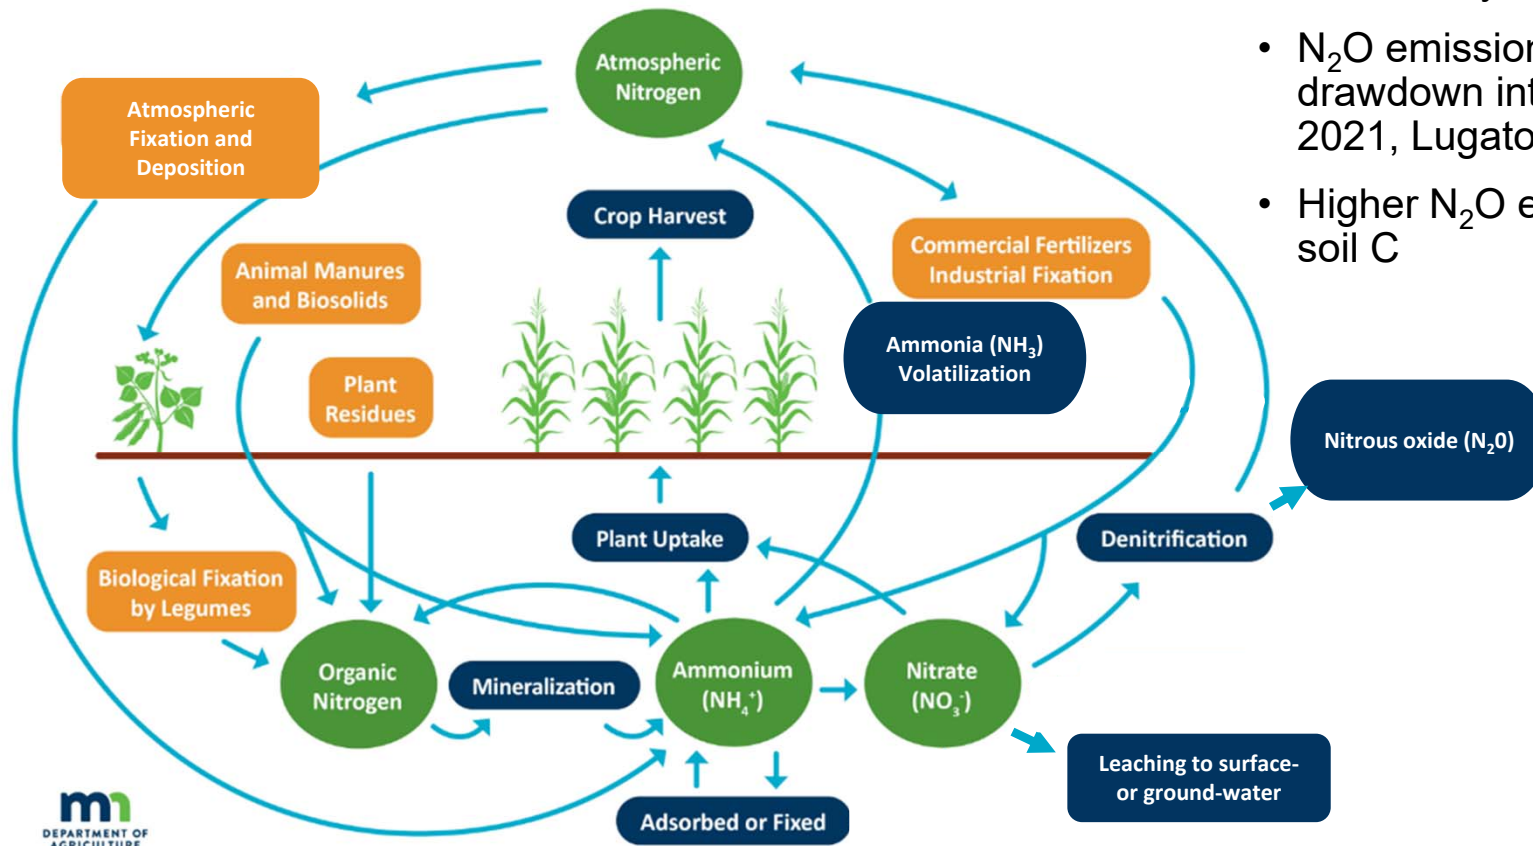 Atmospheric
Nitrogen
• N₂O emission
drawdown int
2021, Lugato
• Higher N₂O e
soil C
Atmospheric
Fixation and
Deposition
Crop Harvest
Commercial Fertilizers
Industrial Fixation
Animal Manures
and Biosolids
Ammonia (NH₃)
Volatilization
Plant
Residues
Nitrous oxide (N₂0)
Plant Uptake
Denitrification
Biological Fixation
by Legumes
Organic
Nitrogen
Mineralization
Ammonium
(NH₄⁺)
Nitrate
(NO₃⁻)
Leaching to surface-
or ground-water
Adsorbed or Fixed
mn
DEPARTMENT OF
AGRICULTURE